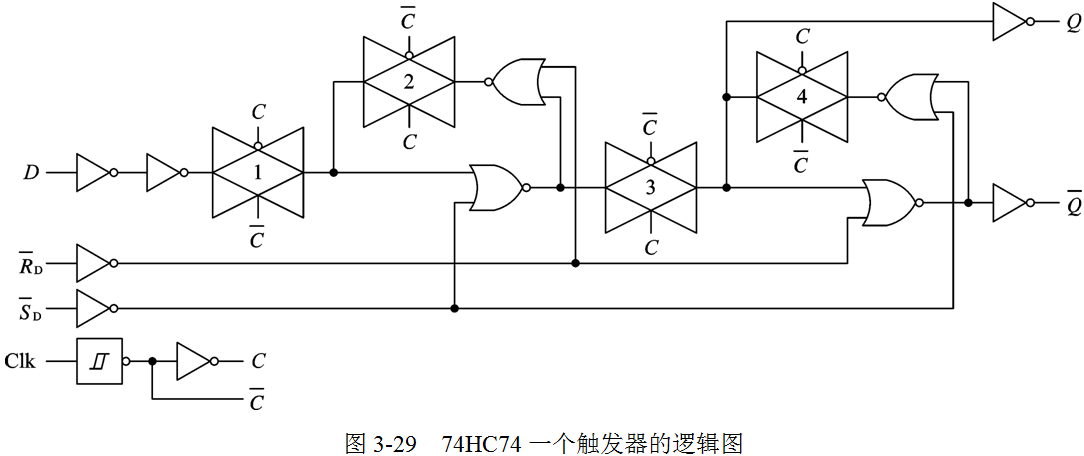 C̅ C Q
2 4
C C C̅ C̅
D 1 3
C̅ C Q̅
R̅D
S̅D
Clk C
C̅
图 3-29 74HC74 一个触发器的逻辑图